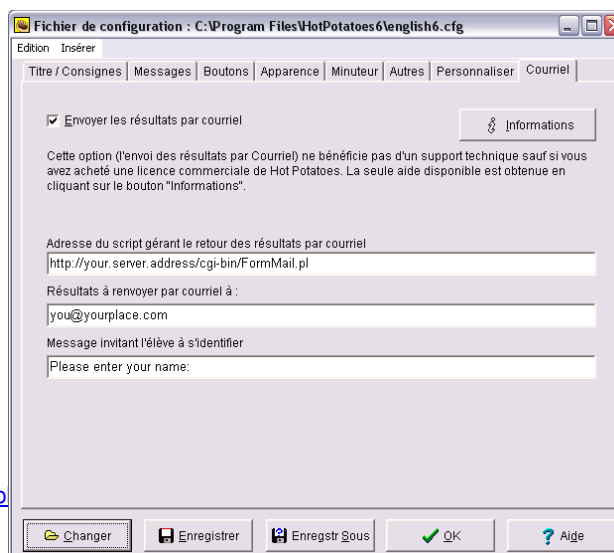 Fichier de configuration : C:\Program Files\HotPotatoes6\english6.cfg
Edition Insérer
Titre / Consignes Messages Boutons Apparence Minuteur Autres Personnaliser Courriel
Envoyer les résultats par courriel
Informations
Cette option (l'envoi des résultats par Courriel) ne bénéficie pas d'un support technique sauf si vous
avez acheté une licence commerciale de Hot Potatoes. La seule aide disponible est obtenue en
cliquant sur le bouton "Informations".
Adresse du script gérant le retour des résultats par courriel
http://your.server.address/cgi-bin/FormMail.pl
Résultats à renvoyer par courriel à :
you@yourplace.com
Message invitant l'élève à s'identifier
Please enter your name:
Changer Enregistrer Enregstr Sous OK Aide